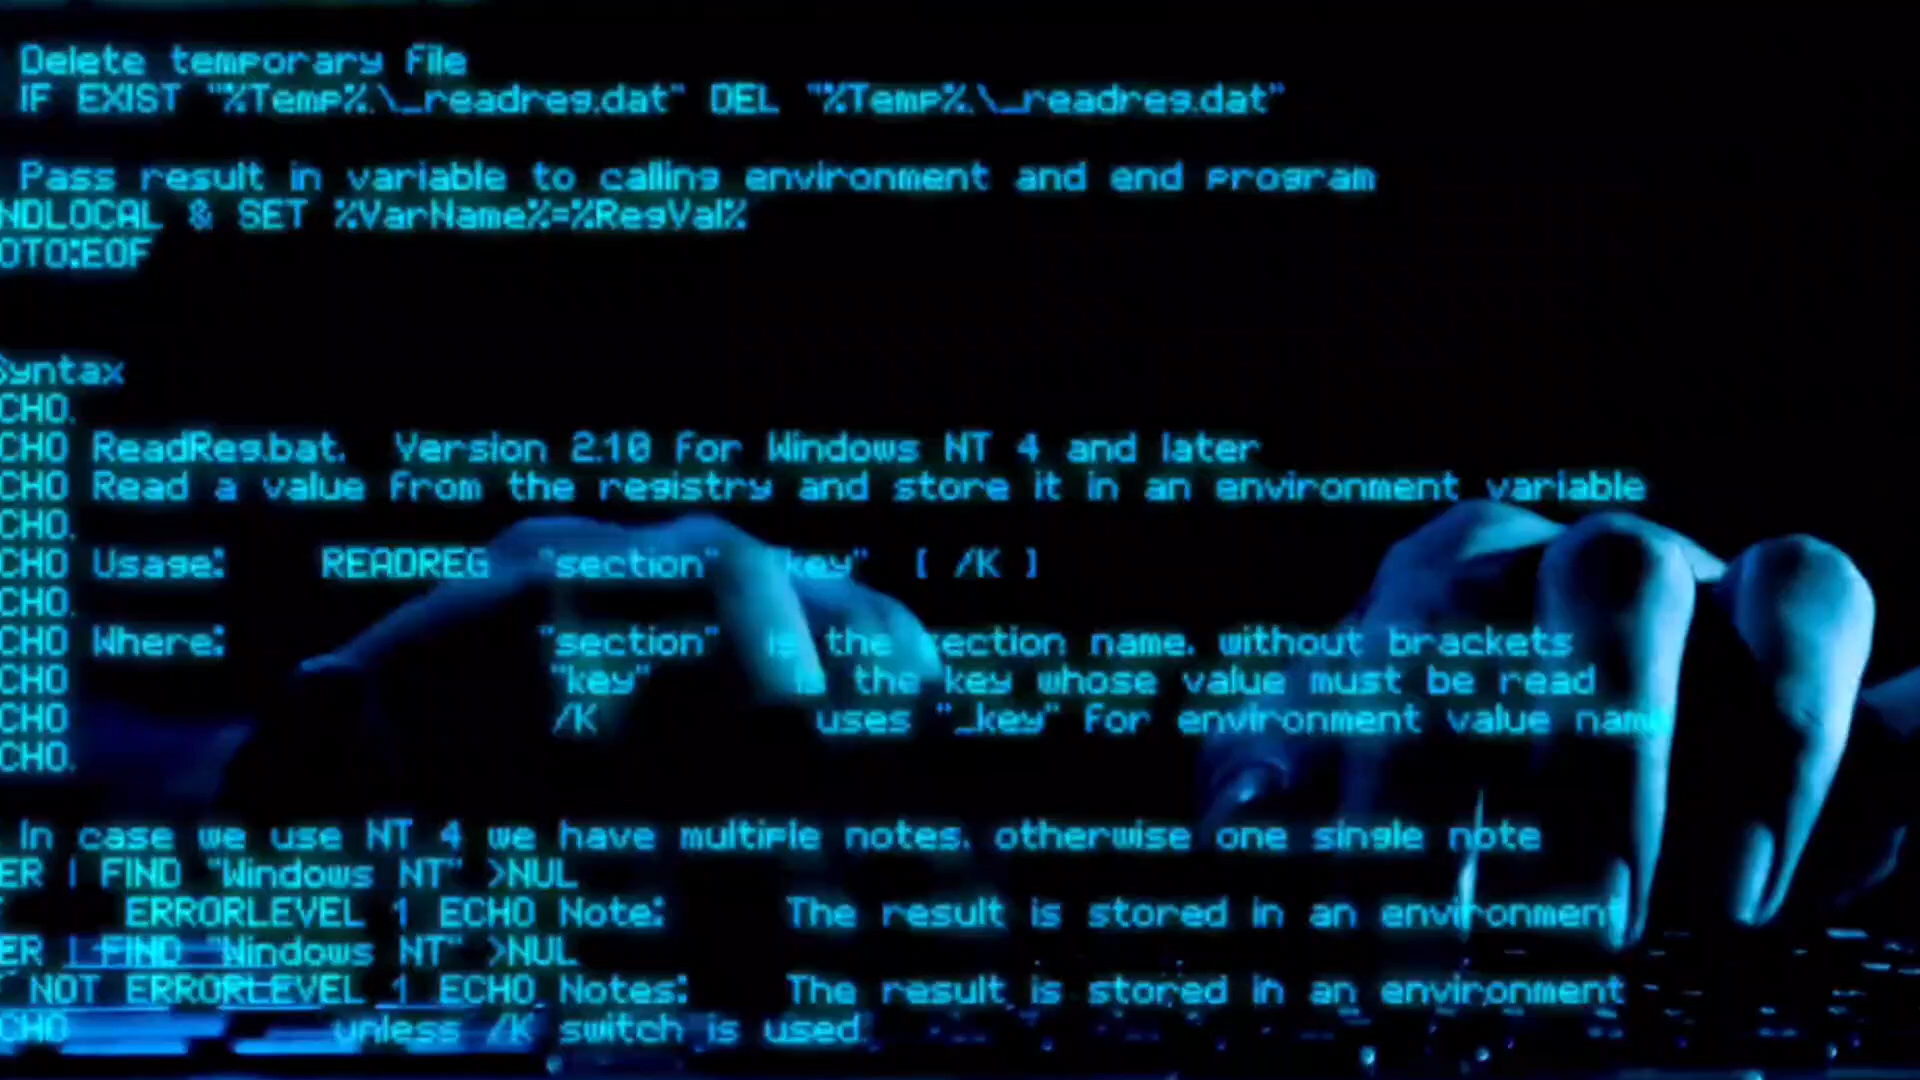 Delete temporary file
IF EXIST "%Temp%.\_readreg.dat" DEL "%Temp%.\_readreg.dat"
Pass result in variable to calling environment and end program
NDLOCAL & SET %VarName%=%RegVal%
OTO:EOF
Syntax
CHO.
CHO ReadReg.bat, Version 2.10 for Windows NT 4 and later
CHO Read a value from the registry and store it in an environment variable
CHO.
CHO Usage: READREG "section" "key" [ /K ]
CHO.
CHO Where: "section" is the section name, without brackets
CHO "key" is the key whose value must be read
CHO /K uses "_key" for environment value name
CHO.
In case we use NT 4 we have multiple notes, otherwise one single note
ER | FIND "Windows NT" >NUL
ERRORLEVEL 1 ECHO Note: The result is stored in an environment
ER | FIND "Windows NT" >NUL
NOT ERRORLEVEL 1 ECHO Notes: The result is stored in an environment
CHO unless /K switch is used.